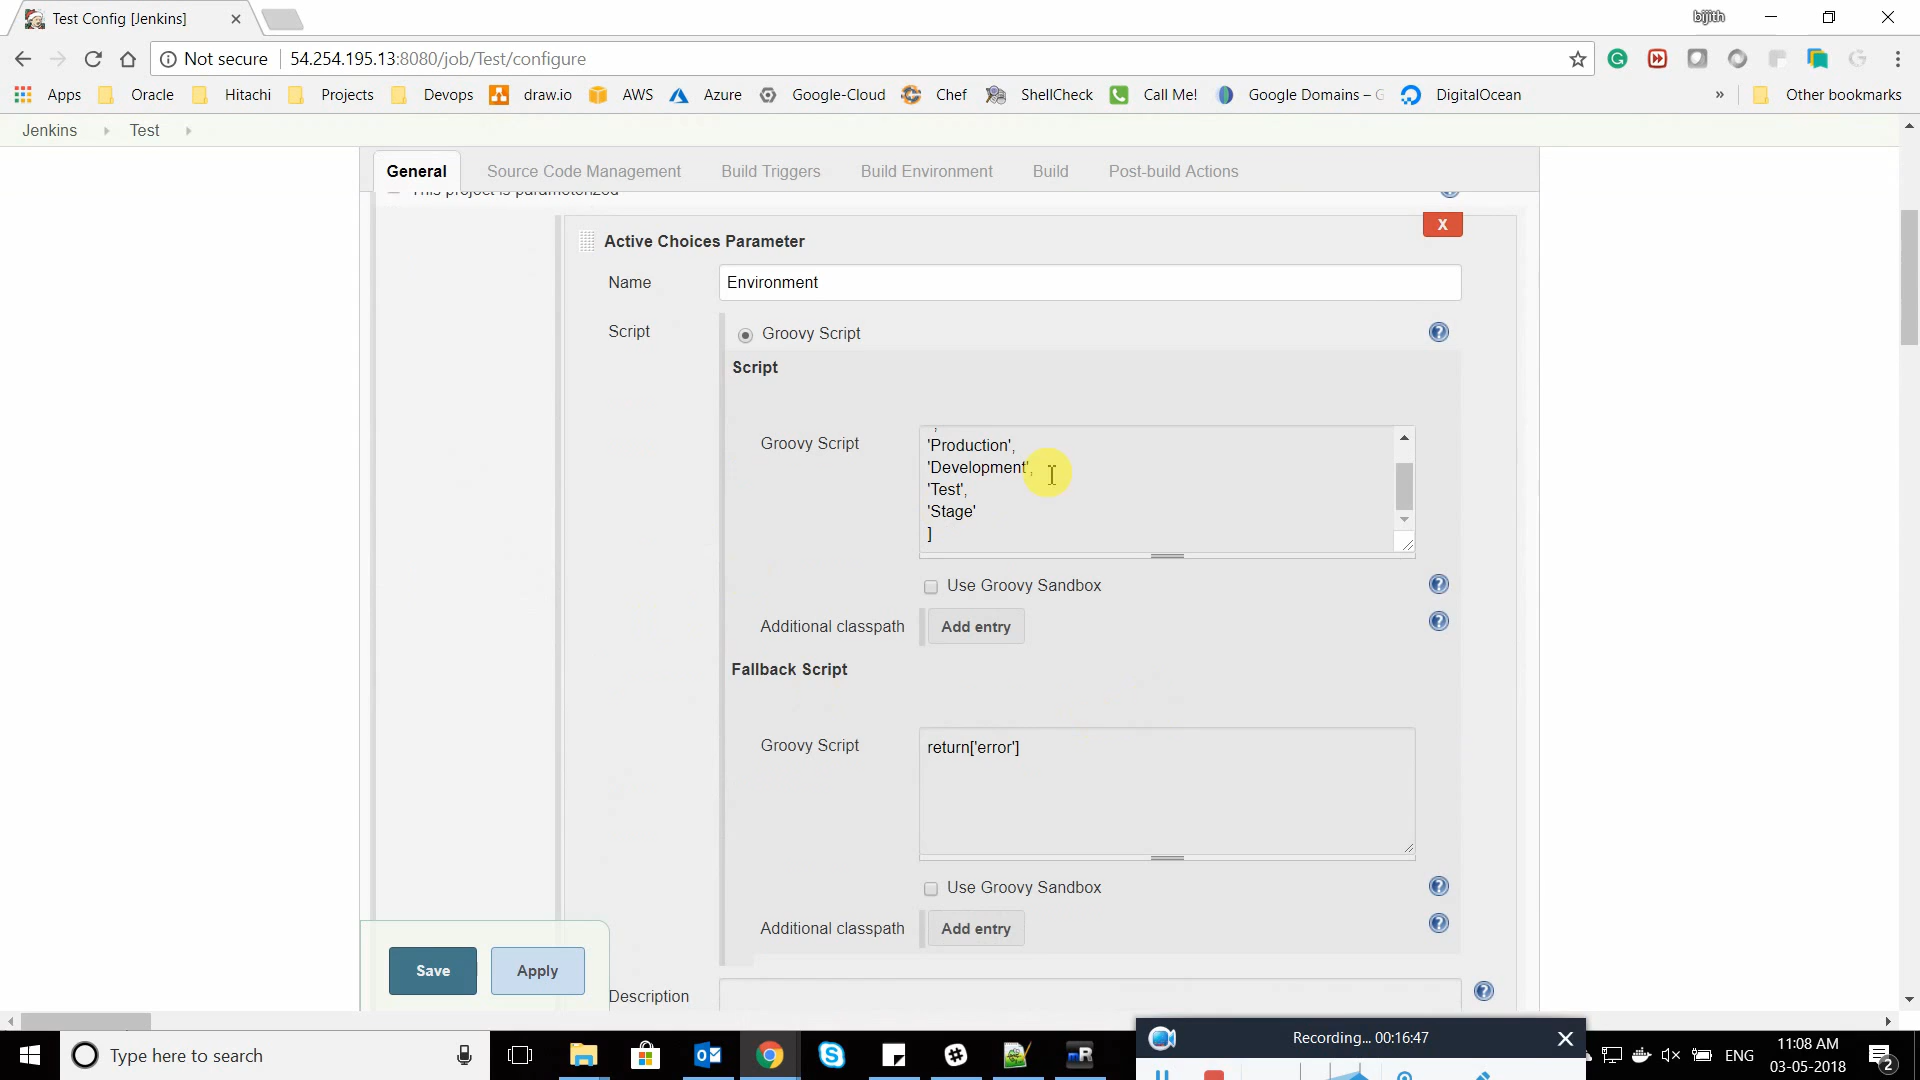 Test Config [Jenkins]
bijith
Not secure
54.254.195.13:8080/job/Test/configure
Apps
Oracle
Hitachi
Projects
Devops
draw.io
AWS
Azure
Google-Cloud
Chef
ShellCheck
Call Me!
Google Domains – G
DigitalOcean
»
Other bookmarks
Jenkins
Test
General
Source Code Management
Build Triggers
Build Environment
Build
Post-build Actions
This project is parameterized
Active Choices Parameter
X
Name
Environment
Script
Groovy Script
Script
Groovy Script
'Production',
'Development',
'Test',
'Stage'
]
Use Groovy Sandbox
Additional classpath
Add entry
Fallback Script
Groovy Script
return['error']
Use Groovy Sandbox
Additional classpath
Add entry
Save
Apply
Description
Type here to search
Recording... 00:16:47
ENG
11:08 AM
03-05-2018
2